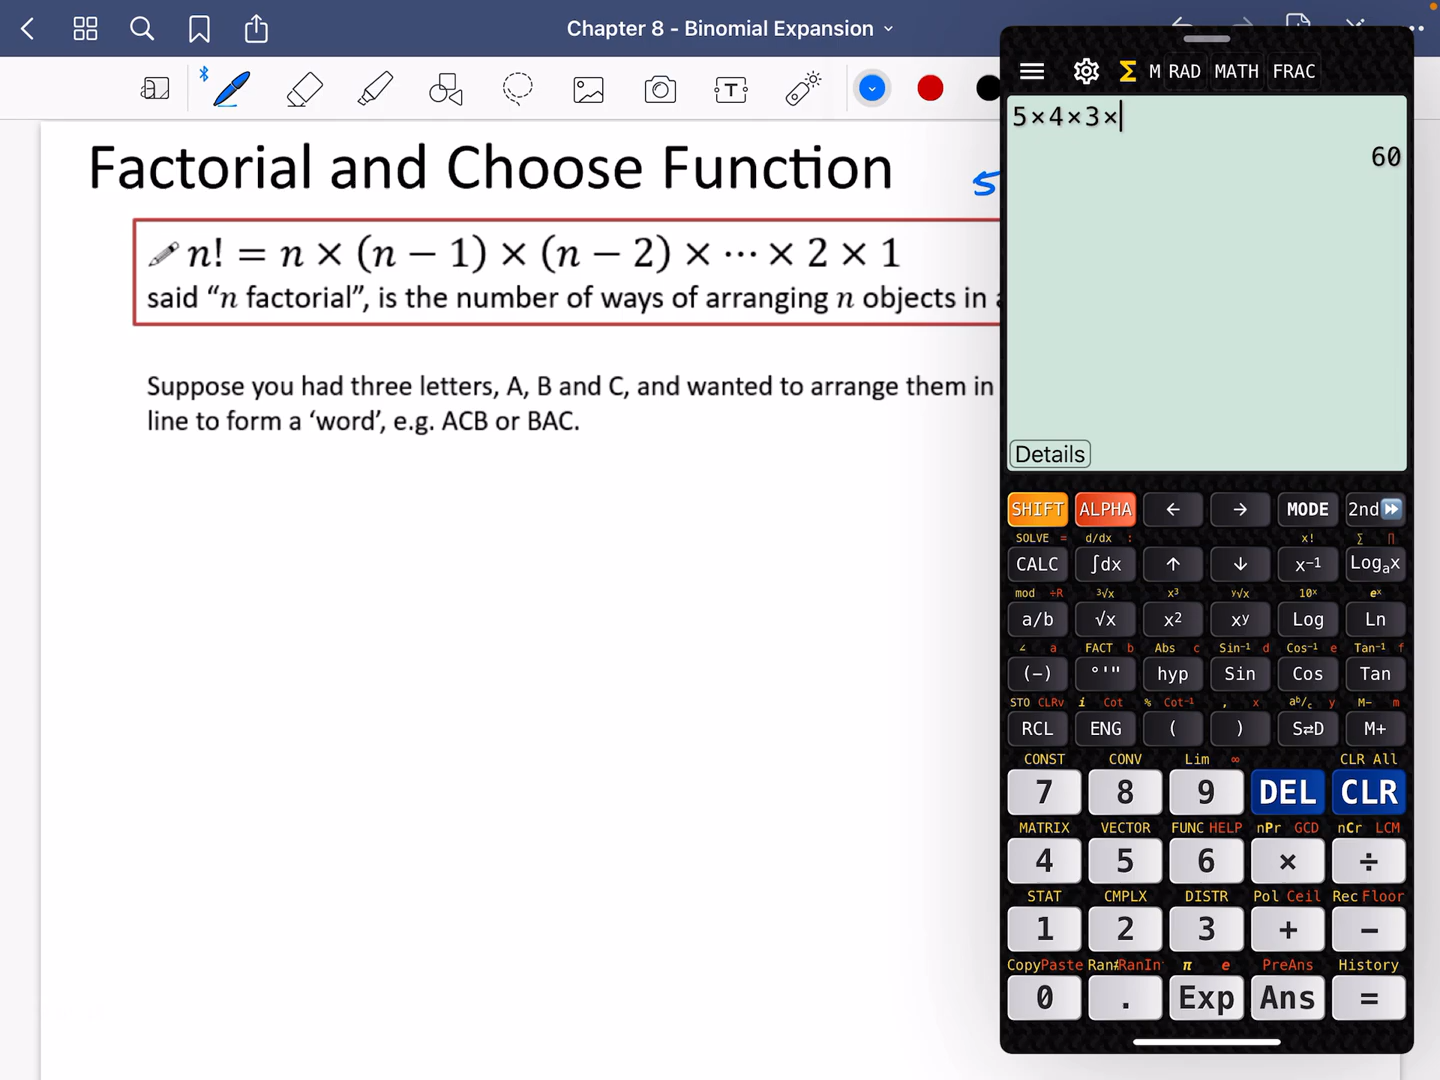 Chapter 8 - Binomial Expansion
Factorial and Choose Function
5
n! = n × (n − 1) × (n − 2) × ⋯ × 2 × 1
said “n factorial”, is the number of ways of arranging n objects in
Suppose you had three letters, A, B and C, and wanted to arrange them in
line to form a ‘word’, e.g. ACB or BAC.
Σ M RAD MATH FRAC
5×4×3×
60
Details
SHIFT ALPHA ← → MODE 2nd
SOLVE = d/dx : x! ∑ ∏
CALC ∫dx ↑ ↓ x⁻¹ Logₐx
mod ÷R ³√x x³ ʸ√x 10ˣ eˣ
a/b √x x² xʸ Log Ln
∠ a FACT b Abs c Sin⁻¹ d Cos⁻¹ e Tan⁻¹ f
(−) °'" hyp Sin Cos Tan
STO CLRv i Cot % Cot⁻¹ , x aᵇ/c y M− m
RCL ENG ( ) S⇄D M+
CONST CONV Lim ∞ CLR All
7 8 9 DEL CLR
MATRIX VECTOR FUNC HELP nPr GCD nCr LCM
4 5 6 × ÷
STAT CMPLX DISTR Pol Ceil Rec Floor
1 2 3 + −
Copy Paste Ran# RanIn π e PreAns History
0 . Exp Ans =